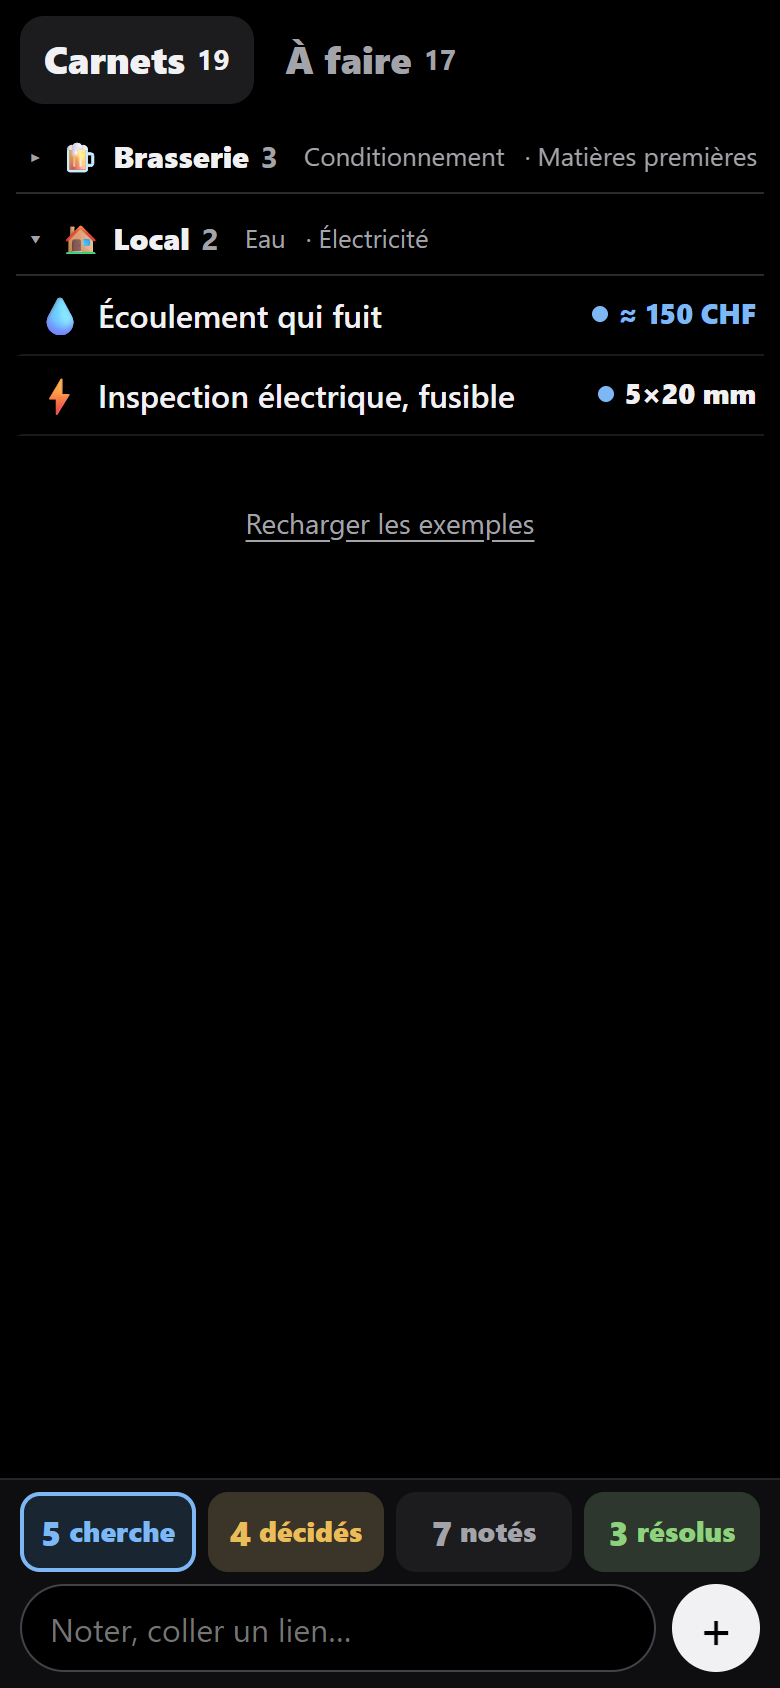 Carnets 19 À faire 17
▸ Brasserie 3 Conditionnement · Matières premières
▾ Local 2 Eau · Électricité
Écoulement qui fuit ≈ 150 CHF
Inspection électrique, fusible 5×20 mm
Recharger les exemples
5 cherche 4 décidés 7 notés 3 résolus
Noter, coller un lien... +